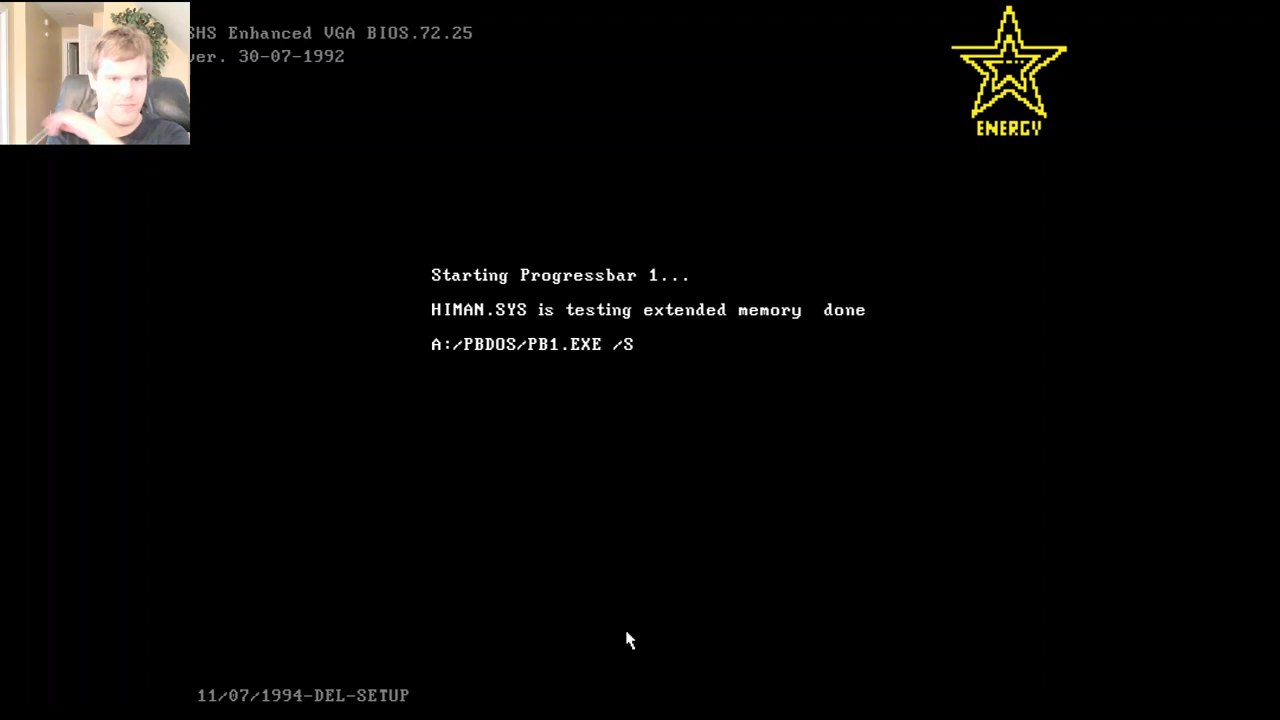 SHS Enhanced VGA BIOS.72.25
ver. 30-07-1992
ENERGY
Starting Progressbar 1...
HIMAN.SYS is testing extended memory done
A:/PBDOS/PB1.EXE /S
11/07/1994-DEL-SETUP